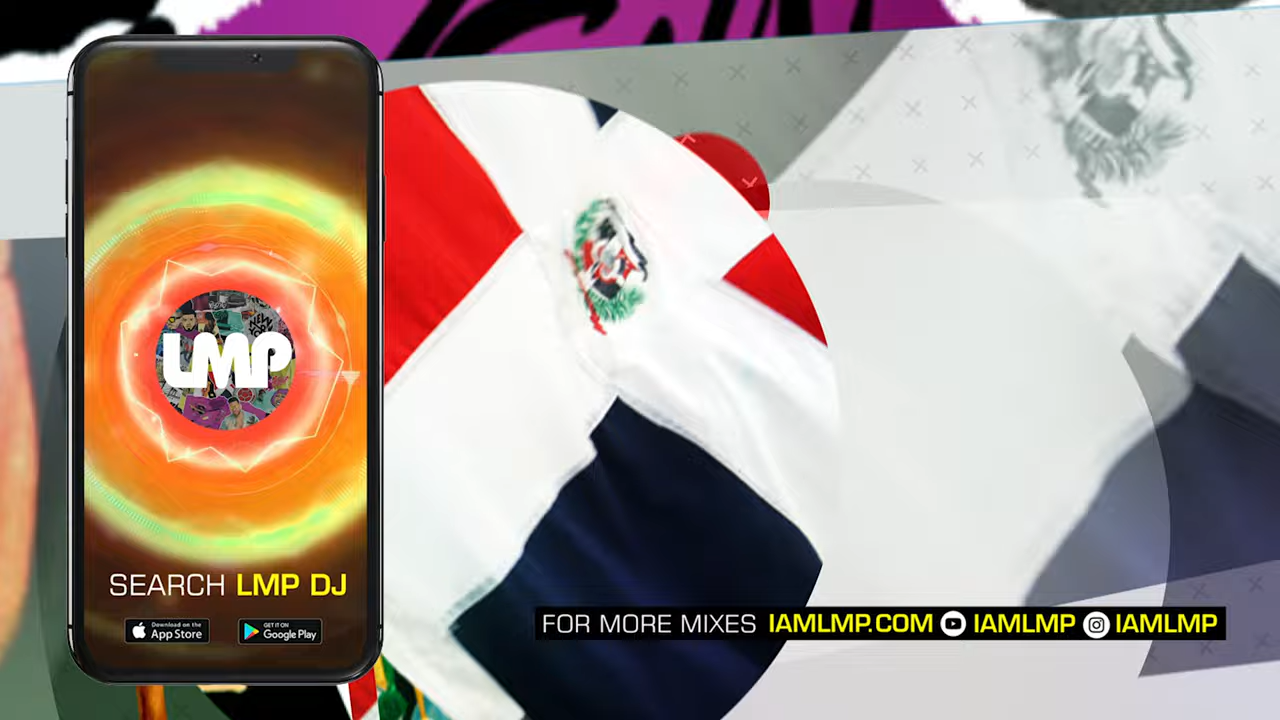 LMP
SEARCH LMP DJ
Download on the
App Store
GET IT ON
Google Play
FOR MORE MIXES IAMLMP.COM IAMLMP IAMLMP